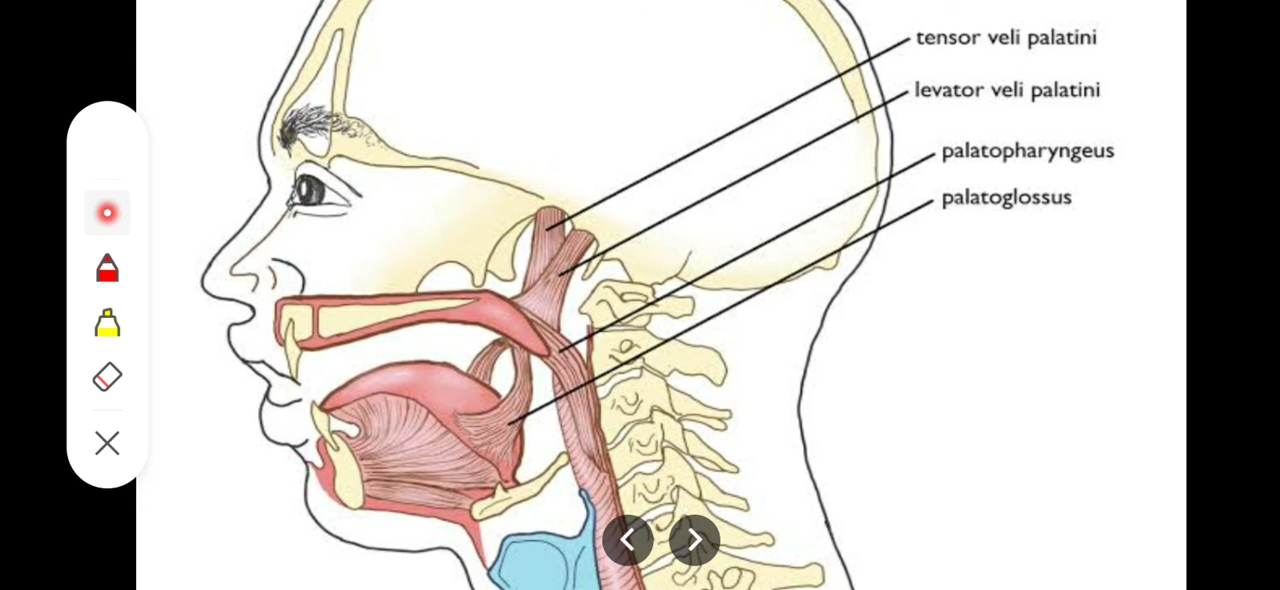 tensor veli palatini
levator veli palatini
palatopharyngeus
palatoglossus